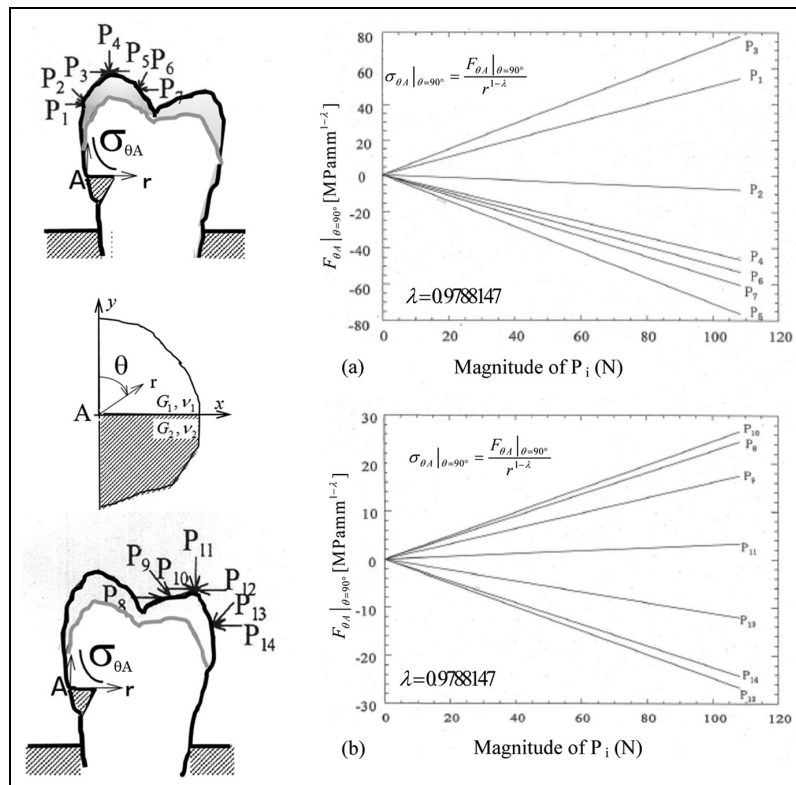 P₄
P₃ P₅ P₆
P₂ P₇
P₁
σθA
A r
y
θ
r
A G₁, ν₁ x
G₂, ν₂
P₁₁
P₉ P₁₀ P₁₂
P₈ P₁₃
P₁₄
σθA
A r
80
60
40
20
0
-20
-40
-60
-80
FθA|θ=90° [MPamm^1-λ]
σθA|θ=90° = FθA|θ=90° / r^1-λ
P₃
P₁
P₂
P₄
P₆
P₇
P₅
λ=0.9788147
0 20 40 60 80 100 120
(a) Magnitude of P i (N)
30
20
10
0
-10
-20
-30
FθA|θ=90° [MPamm^1-λ]
σθA|θ=90° = FθA|θ=90° / r^1-λ
P₁₀
P₈
P₉
P₁₁
P₁₃
P₁₄
P₁₂
λ=0.9788147
0 20 40 60 80 100 120
(b) Magnitude of P i (N)